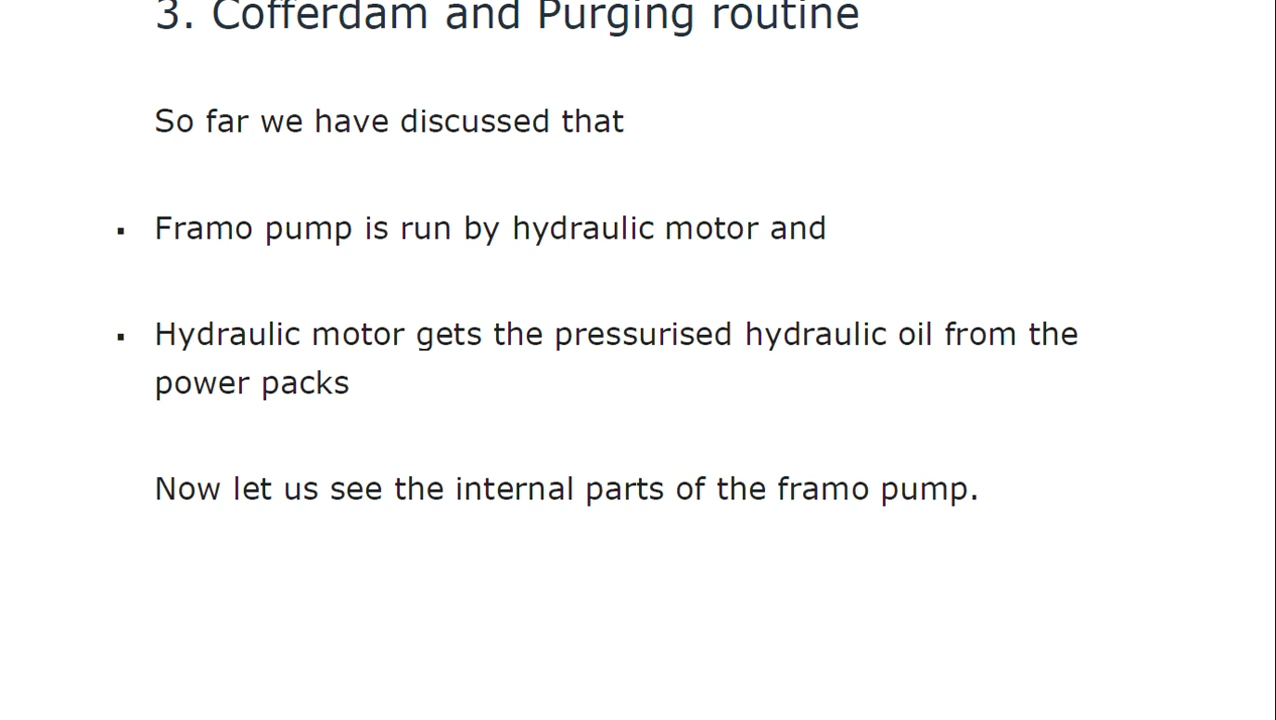 3. Cofferdam and Purging routine
So far we have discussed that
▪ Framo pump is run by hydraulic motor and
▪ Hydraulic motor gets the pressurised hydraulic oil from the
power packs
Now let us see the internal parts of the framo pump.